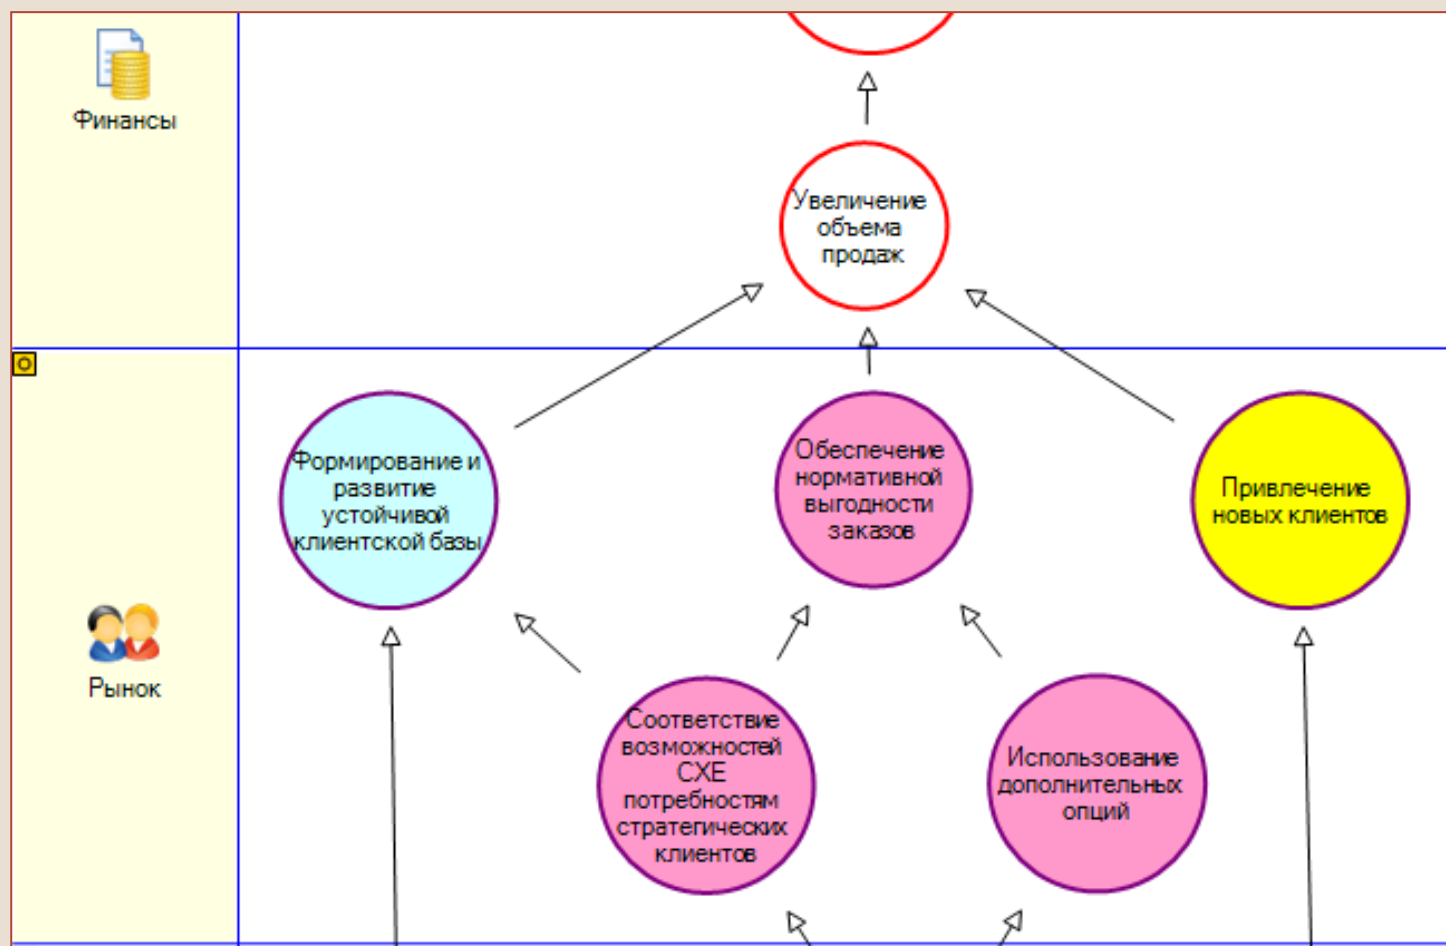 Финансы
Увеличение
объема
продаж
Формирование и
развитие
устойчивой
клиентской базы
Обеспечение
нормативной
выгодности
заказов
Привлечение
новых клиентов
Рынок
Соответствие
возможностей
СХЕ
потребностям
стратегических
клиентов
Использование
дополнительных
опций